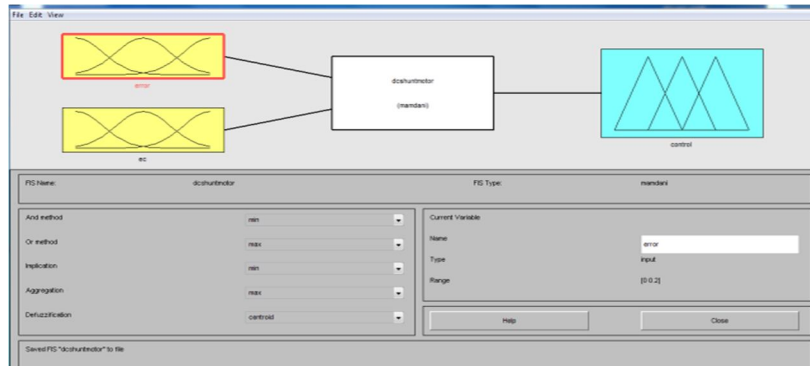 File Edit View
error
ec
dcshuntmotor
(mamdani)
control
FIS Name: dcshuntmotor FIS Type: mamdani
And method min
Or method max
Implication min
Aggregation max
Defuzzification centroid
Current Variable
Name error
Type input
Range [0 0.2]
Help Close
Saved FIS "dcshuntmotor" to file